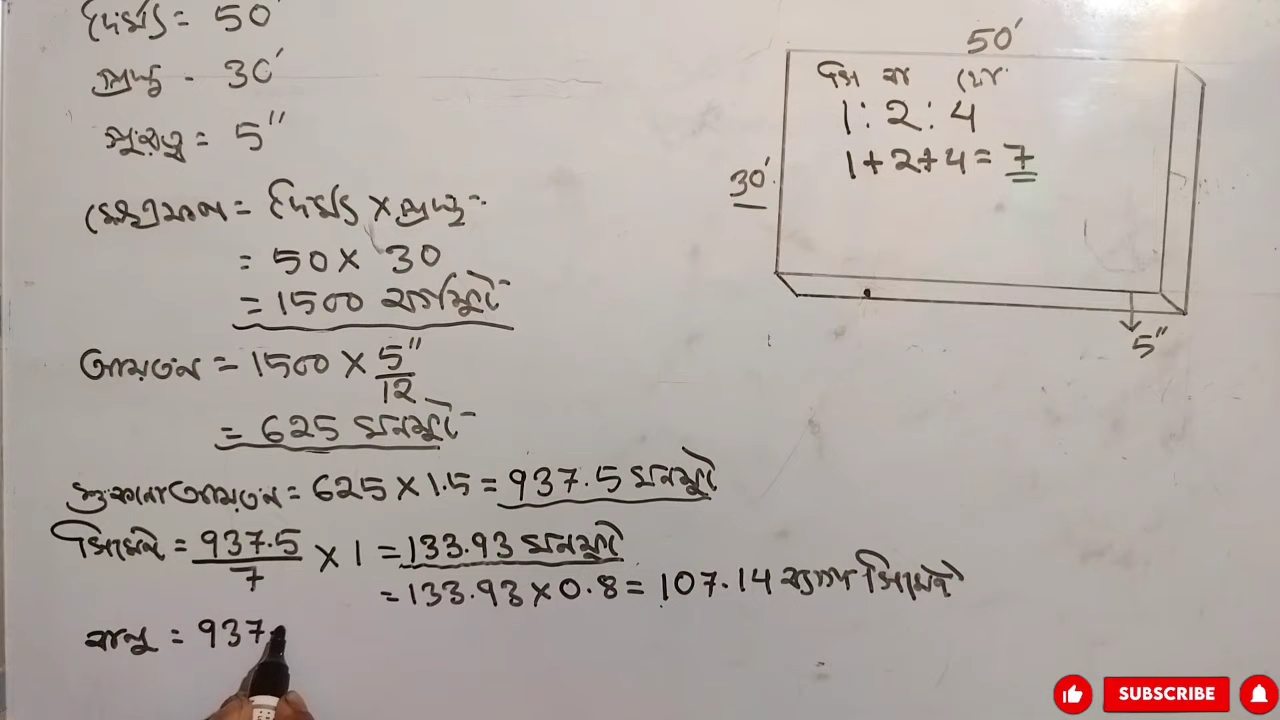 দৈর্ঘ্য = 50'
প্রস্থ - 30'
পুরুত্ব = 5"
ক্ষেত্রফল = দৈর্ঘ্য × প্রস্থ
= 50 × 30
= 1500 বর্গফুট
আয়তন = 1500 × 5"/12
= 625 ঘনফুট
শুকনো আয়তন = 625 × 1.5 = 937.5 ঘনফুট
সিমেন্ট = 937.5/7 × 1 = 133.93 ঘনফুট
= 133.93 × 0.8 = 107.14 ব্যাগ সিমেন্ট
বালু = 937.
50'
সি বা খোয়া
1 : 2 : 4
1 + 2 + 4 = 7
30'
5"
SUBSCRIBE